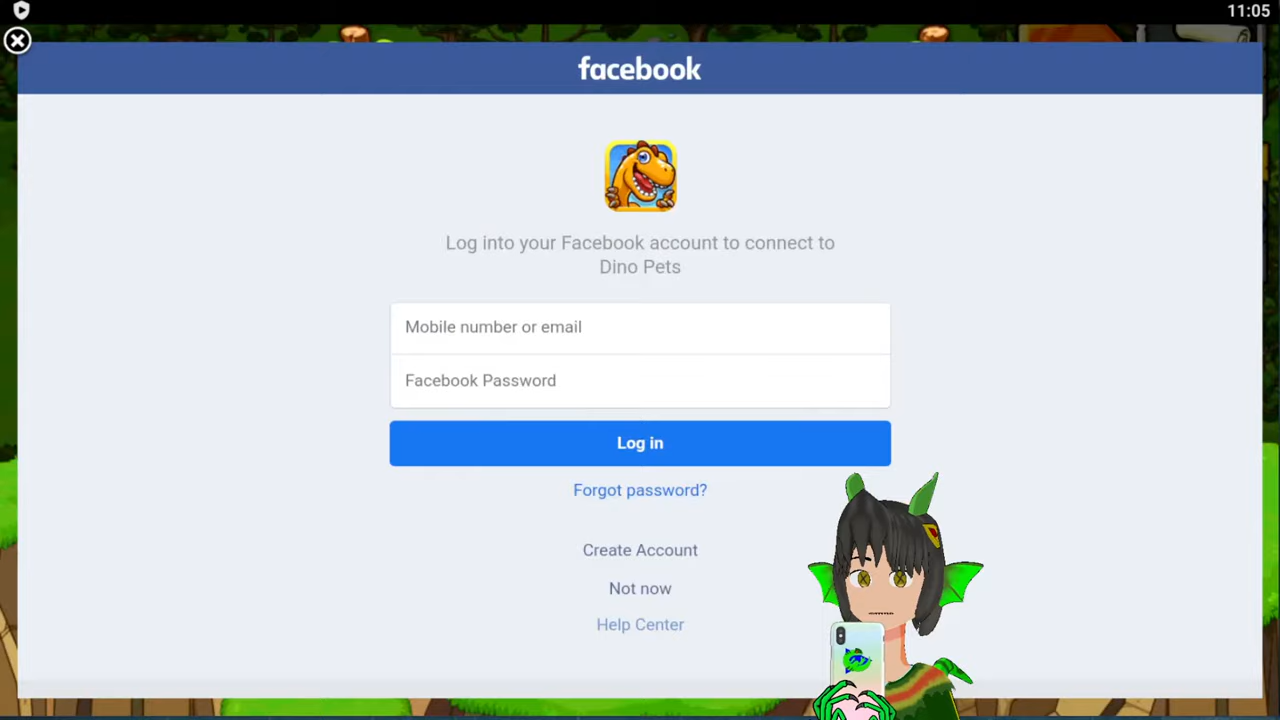 11:05
facebook
Log into your Facebook account to connect to
Dino Pets
Mobile number or email
Facebook Password
Log in
Forgot password?
Create Account
Not now
Help Center